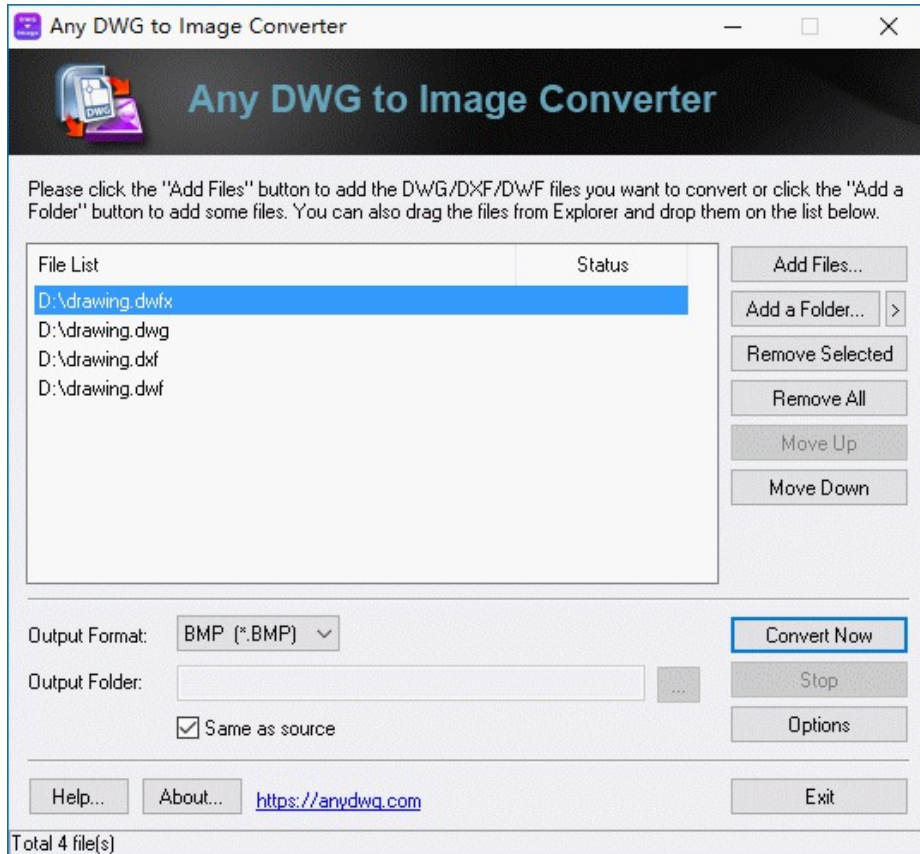 Any DWG to Image Converter
Any DWG to Image Converter
DWG
Please click the "Add Files" button to add the DWG/DXF/DWF files you want to convert or click the "Add a
Folder" button to add some files. You can also drag the files from Explorer and drop them on the list below.
File List Status
D:\drawing.dwfx
D:\drawing.dwg
D:\drawing.dxf
D:\drawing.dwf
Add Files...
Add a Folder... >
Remove Selected
Remove All
Move Up
Move Down
Output Format: BMP (*.BMP)
Convert Now
Output Folder: ...
Stop
Same as source
Options
Help... About... https://anydwg.com
Exit
Total 4 file(s)